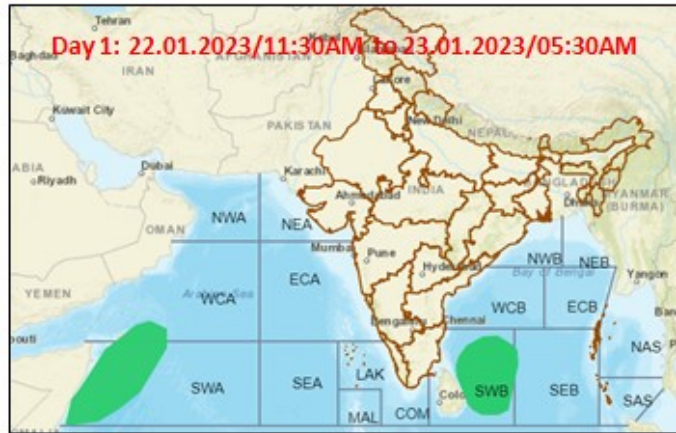 Tehran
Day 1: 22.01.2023/11:30AM to 23.01.2023/05:30AM
Baghdad
IRAN
Lahore
Kuwait City
New Delhi
PAKISTAN
NEPAL
Dubai
Karachi
Riyadh
Ahmedabad
INDIA
BANGLADESH
MYANMAR
(BURMA)
NWA
NEA
OMAN
Mumbai
Pune
NWB
NEB
ECA
Hyderabad
Bay of Bengal
Yangon
YEMEN
WCA
Arabian Sea
WCB
ECB
Bengaluru
Chennai
NAS
SWA
SEA
LAK
Colo
SWB
SEB
SAS
MAL
COM